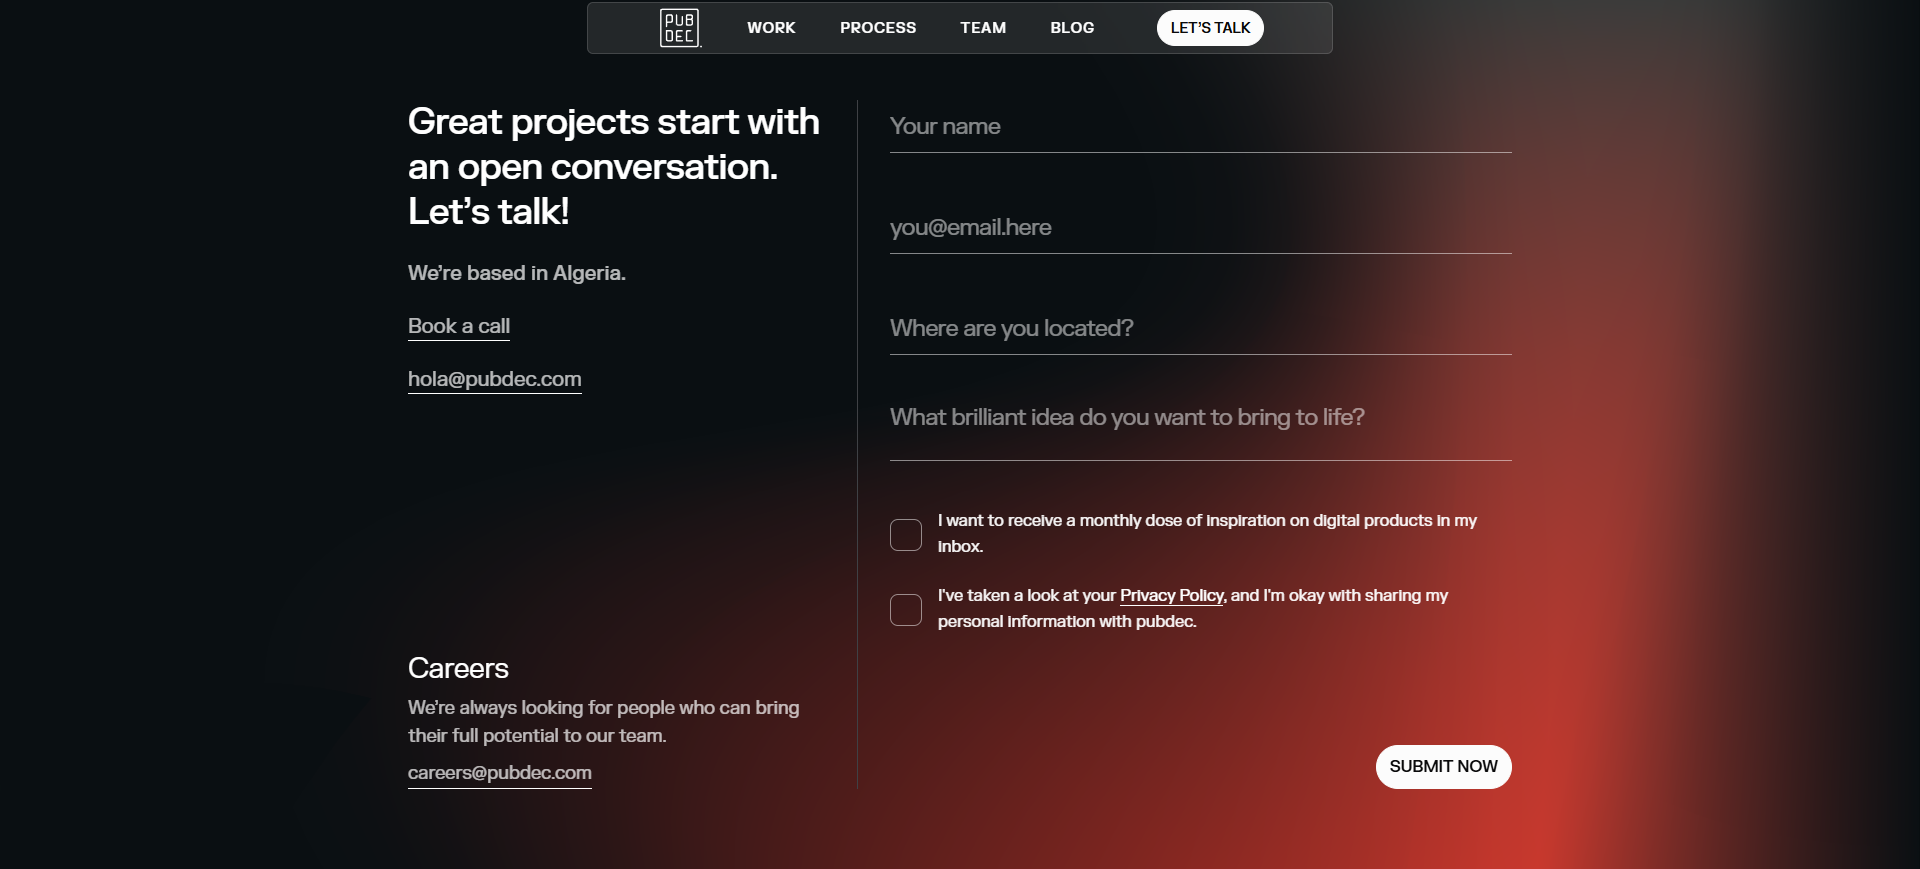 PUB
DEC.
WORK
PROCESS
TEAM
BLOG
LET’S TALK
Great projects start with
an open conversation.
Let’s talk!
We’re based in Algeria.
Book a call
hola@pubdec.com
Careers
We’re always looking for people who can bring
their full potential to our team.
careers@pubdec.com
Your name
you@email.here
Where are you located?
What brilliant idea do you want to bring to life?
I want to receive a monthly dose of inspiration on digital products in my
inbox.
I've taken a look at your Privacy Policy, and I'm okay with sharing my
personal information with pubdec.
SUBMIT NOW